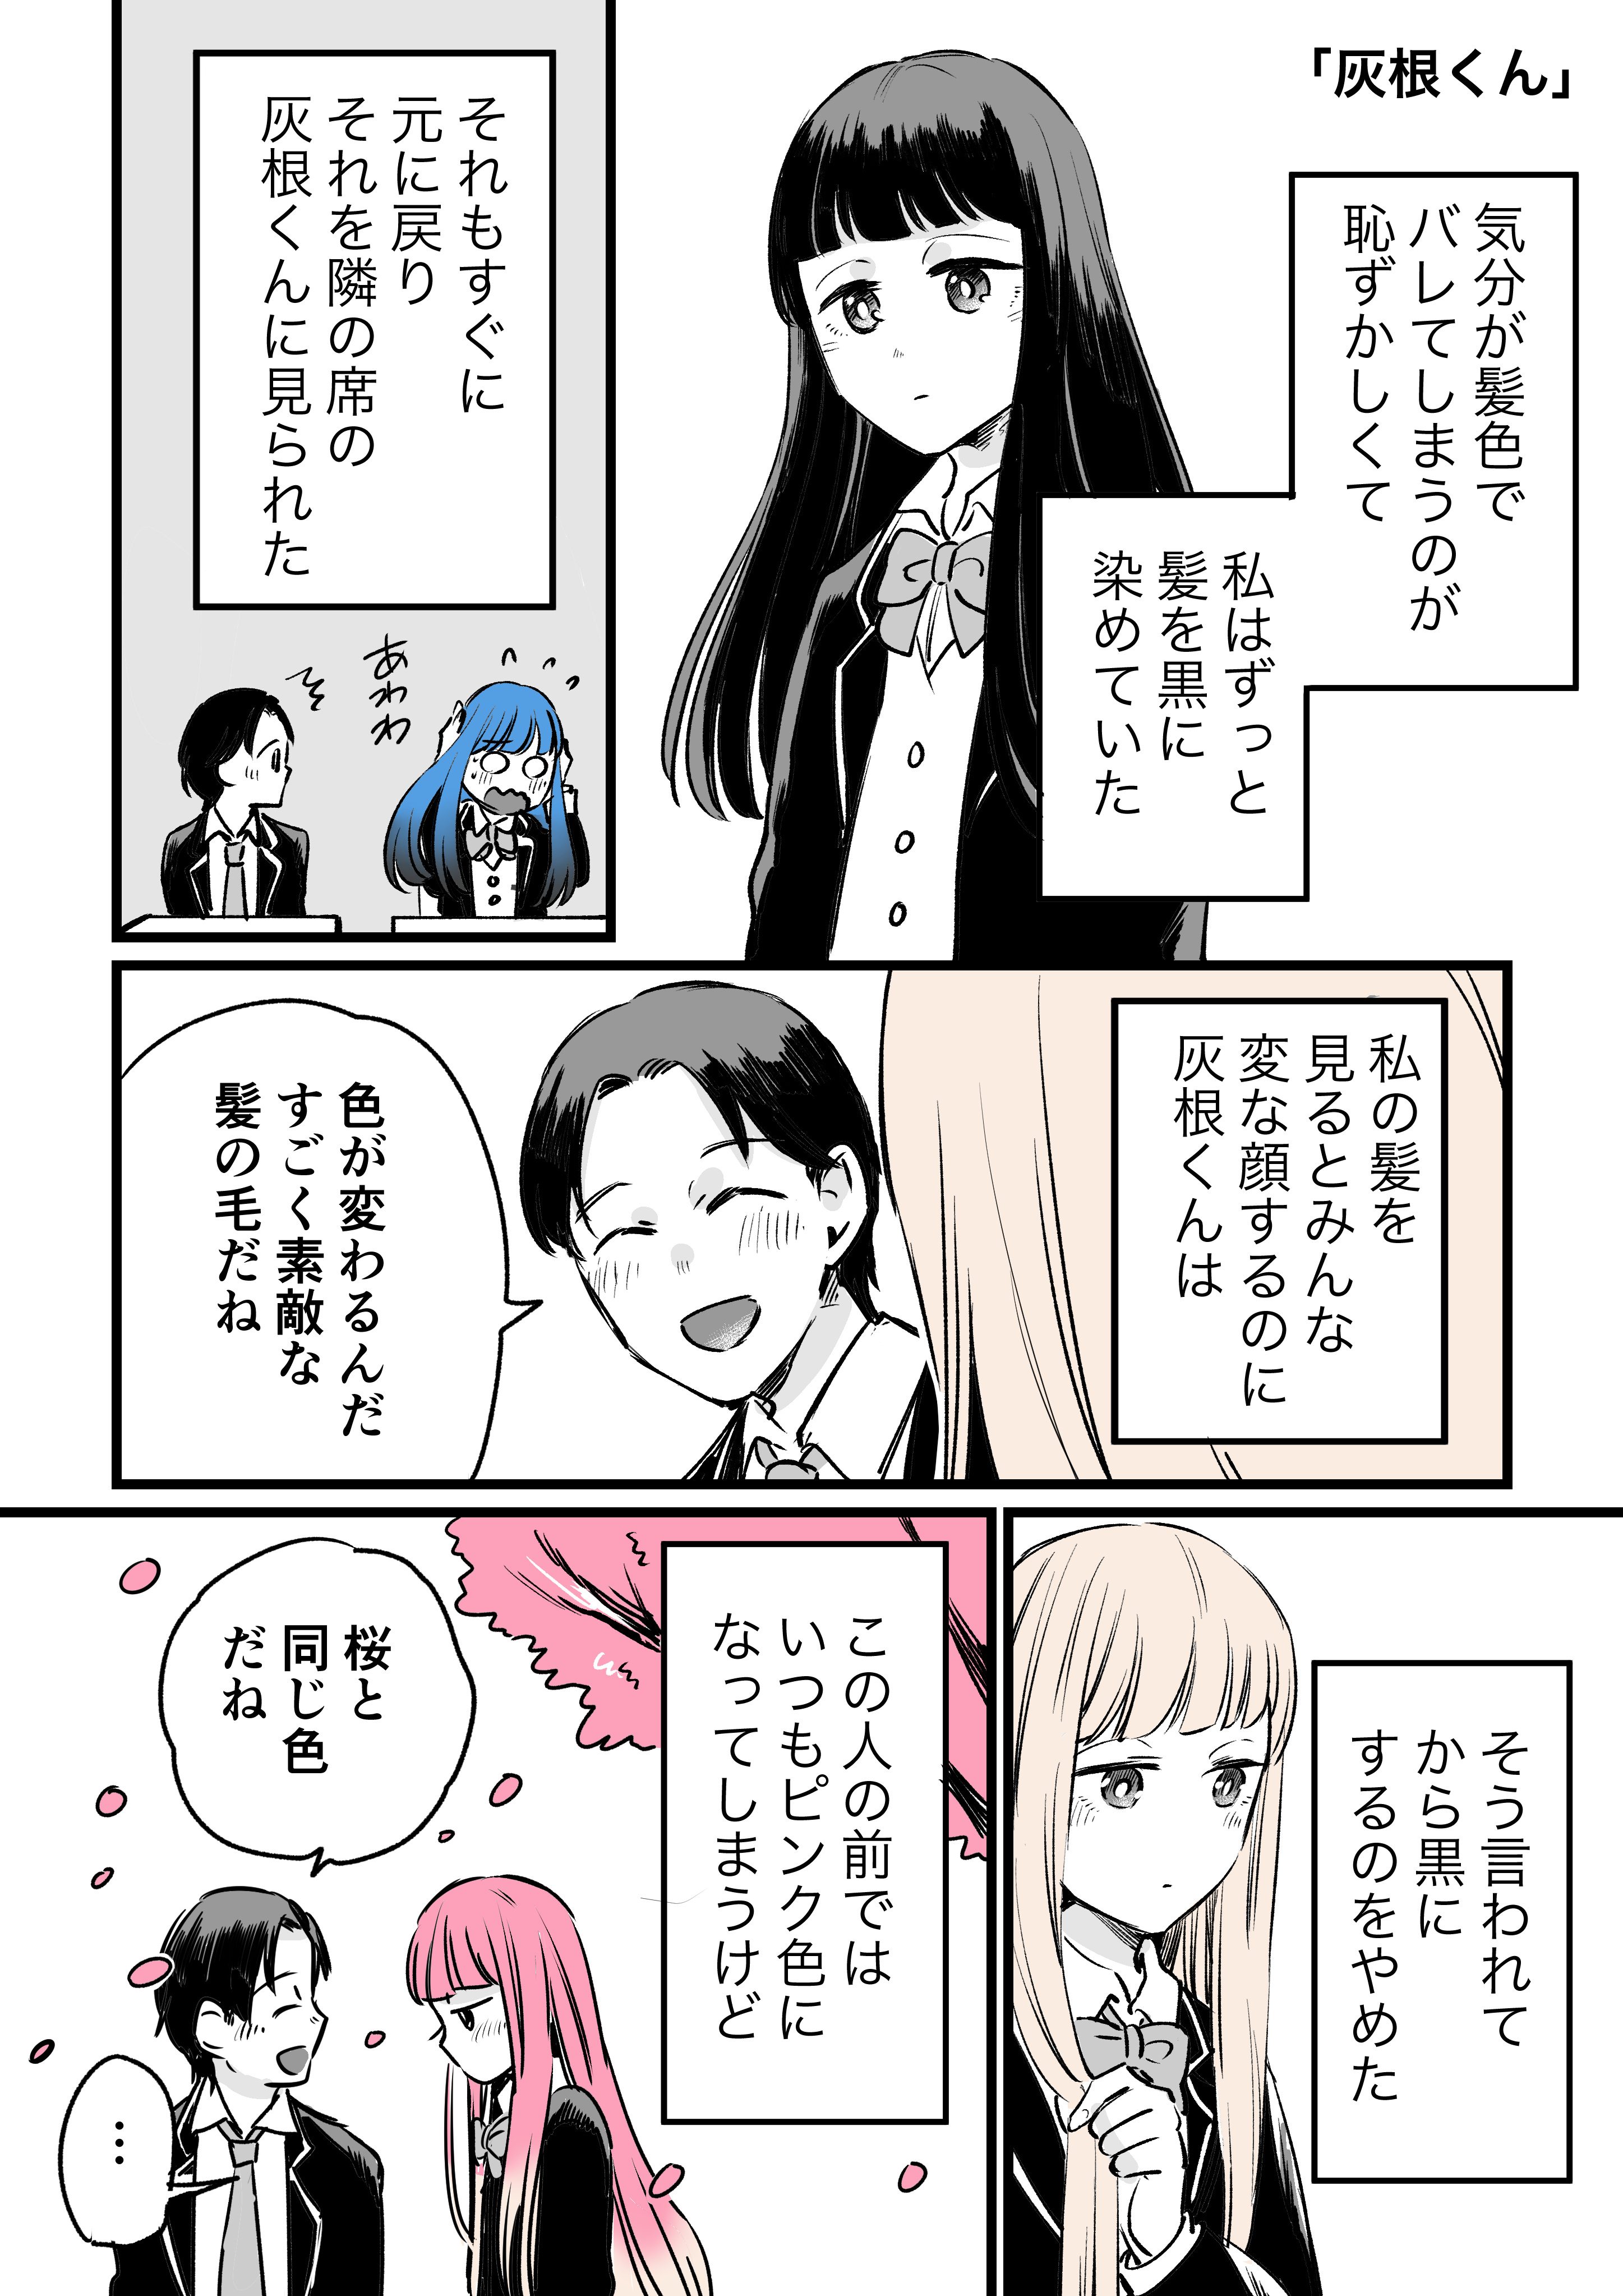 「灰根くん」
気分が髪色で
バレてしまうのが
恥ずかしくて
私はずっと
髪を黒に
染めていた
それもすぐに
元に戻り
それを隣の席の
灰根くんに見られた
あわわ
私の髪を
見るとみんな
変な顔するのに
灰根くんは
色が変わるんだ
すごく素敵な
髪の毛だね
そう言われて
から黒に
するのをやめた
この人の前では
いつもピンク色に
なってしまうけど
桜と
同じ色
だね
…